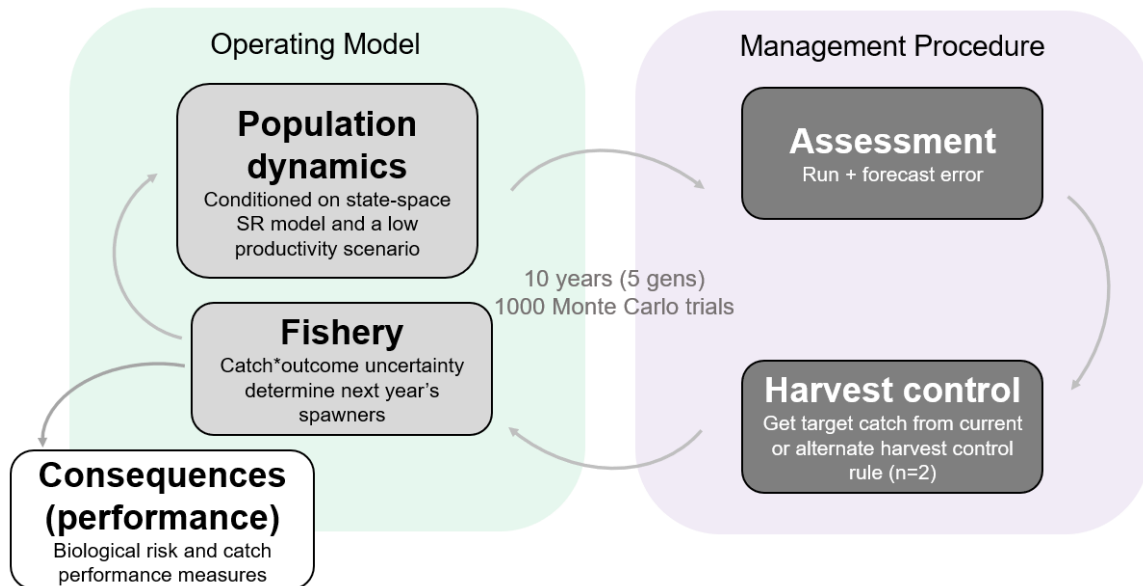 Operating Model
Population
dynamics
Conditioned on state-space
SR model and a low
productivity scenario
Fishery
Catch*outcome uncertainty
determine next year's
spawners
Consequences
(performance)
Biological risk and catch
performance measures
10 years (5 gens)
1000 Monte Carlo trials
Management Procedure
Assessment
Run + forecast error
Harvest control
Get target catch from current
or alternate harvest control
rule (n=2)